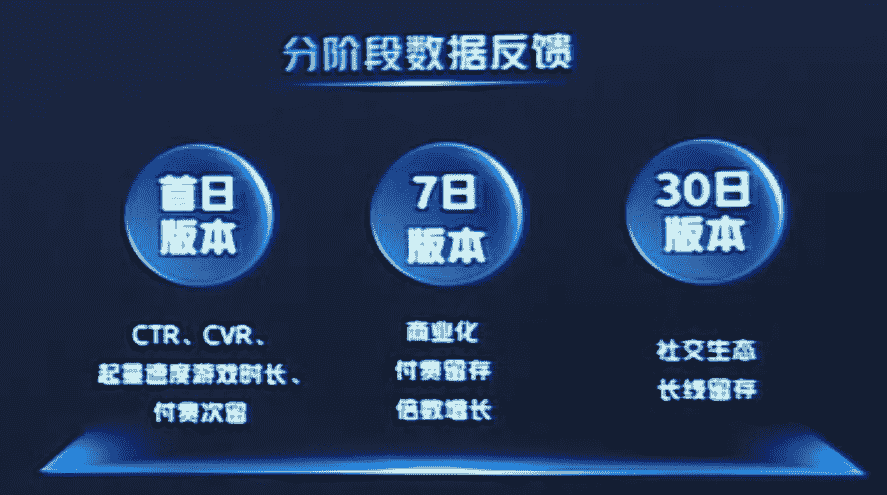 分阶段数据反馈
首日
版本
CTR、CVR、
起量速度游戏时长、
付费次留
7日
版本
商业化
付费留存
倍数增长
30日
版本
社交生态
长线留存